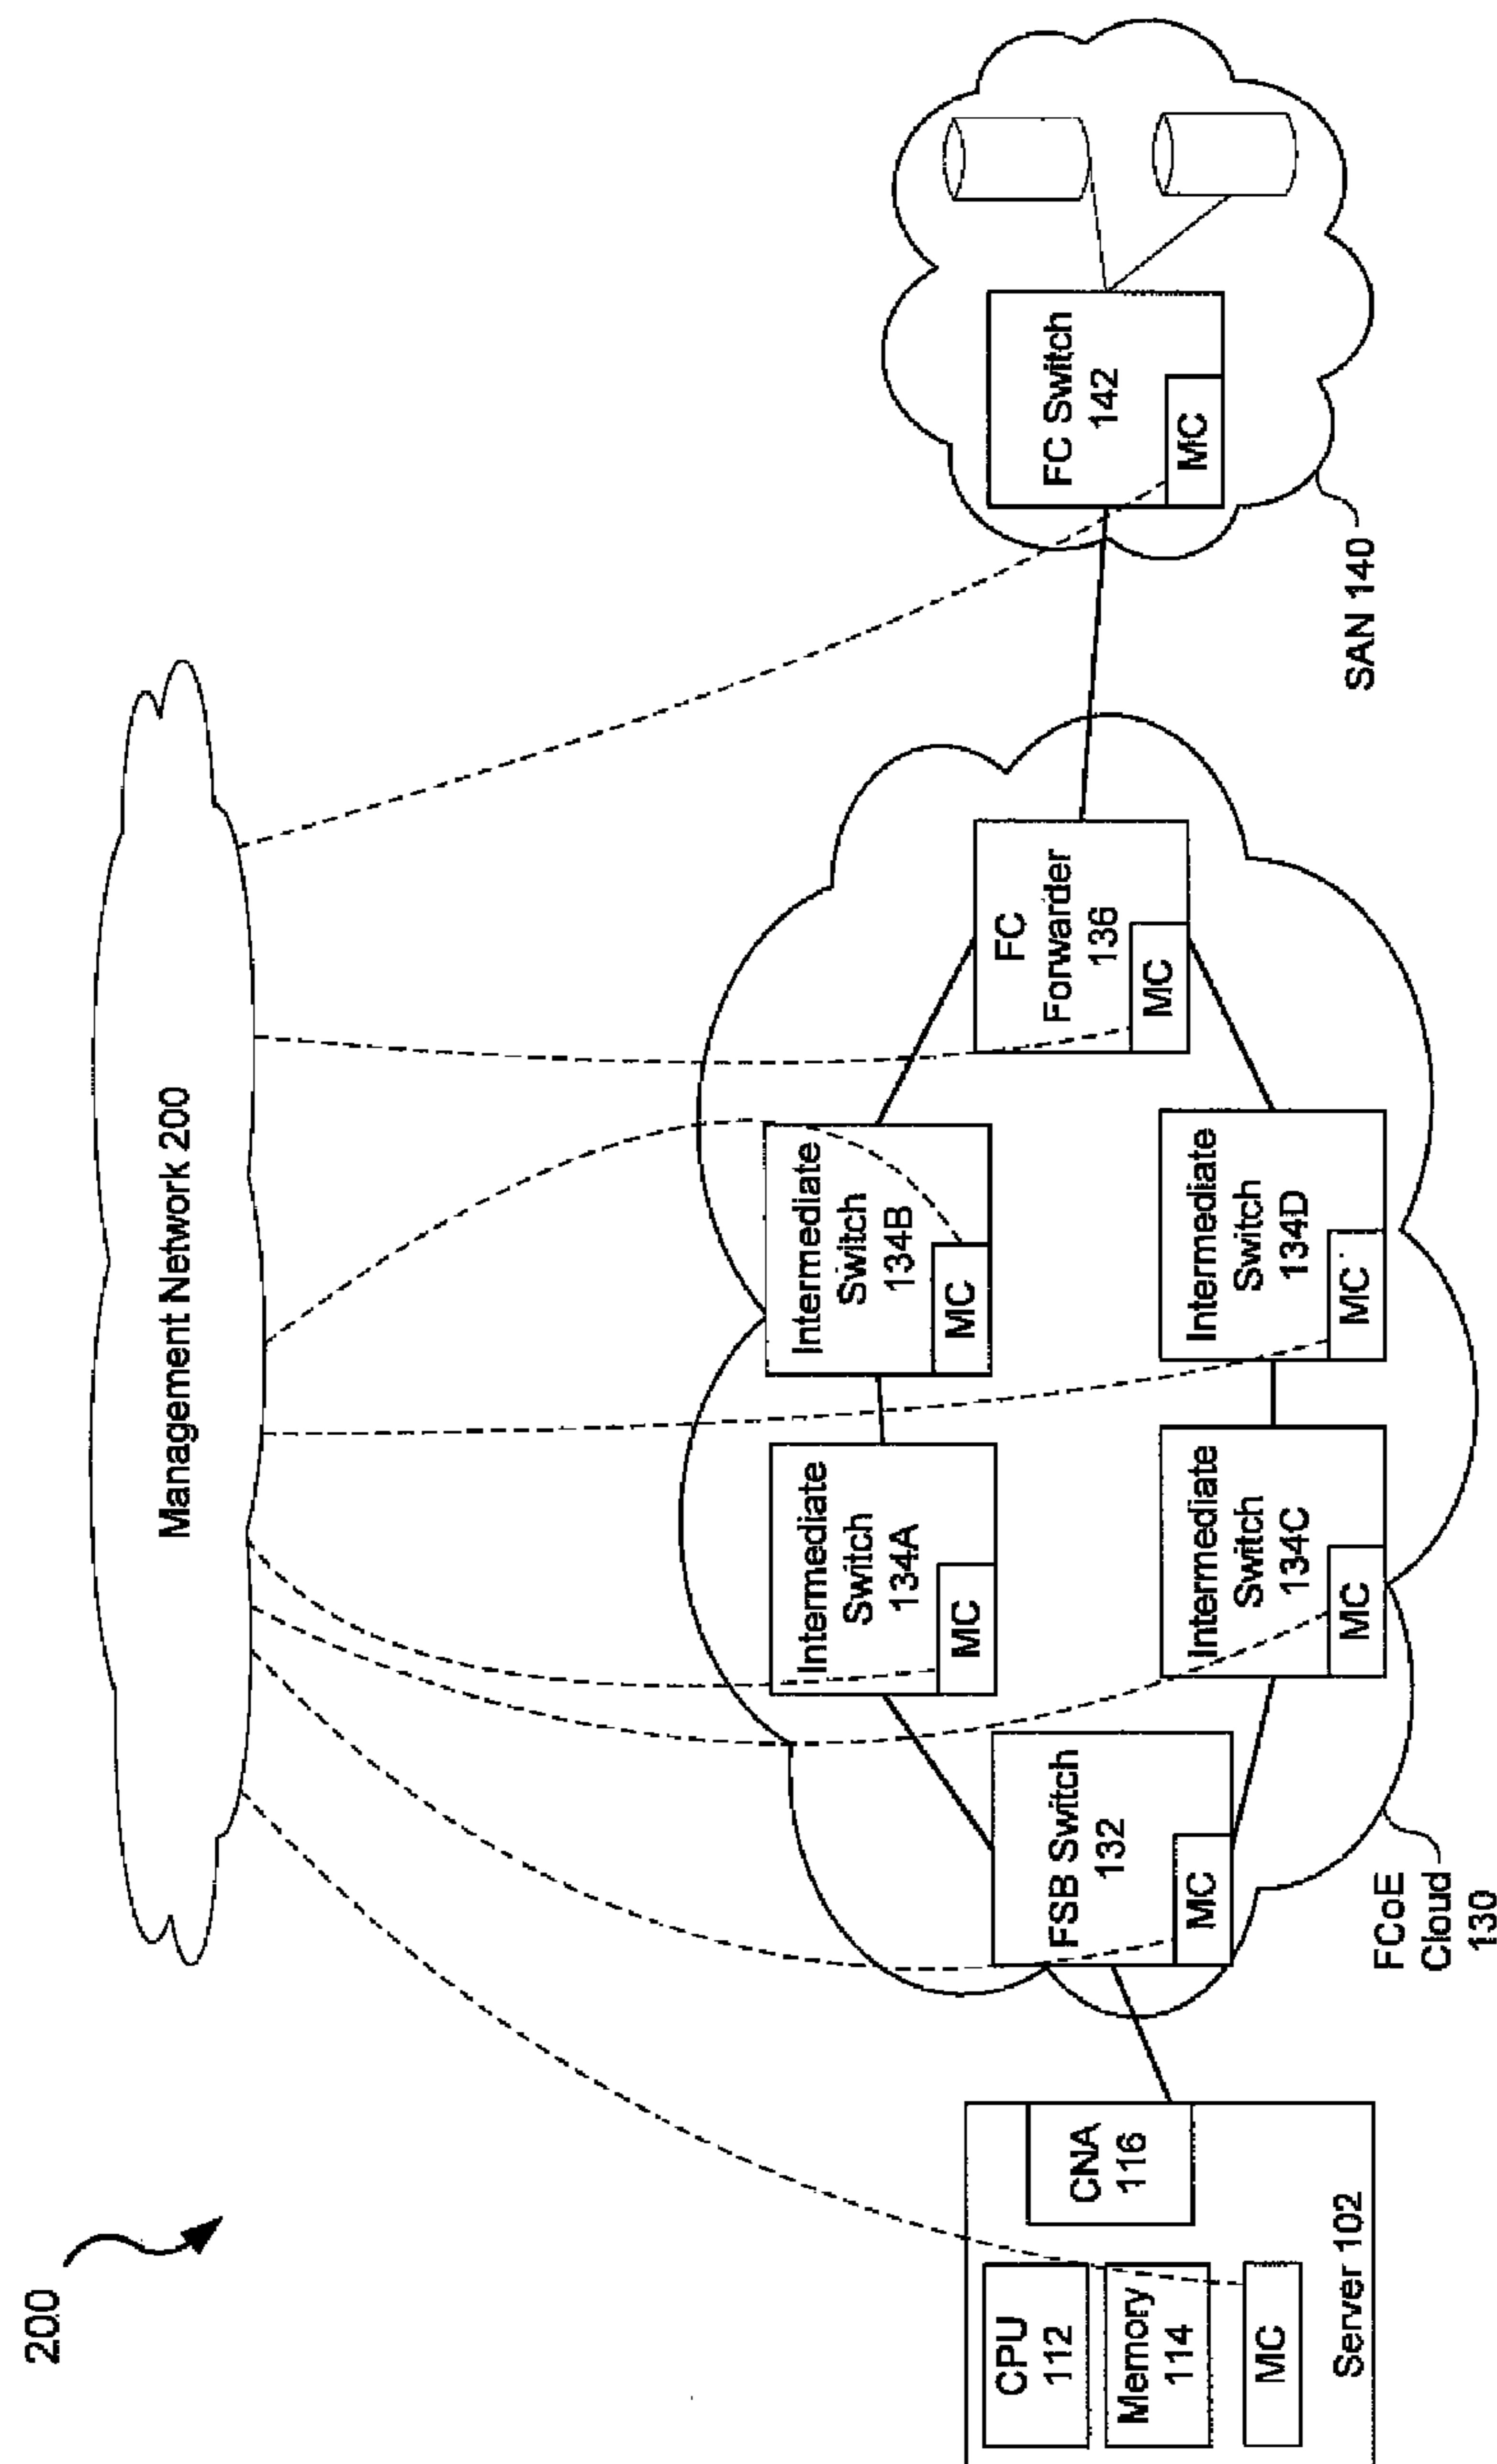 200
Management Network 200
CPU
112
Memory
114
MC
CNA
116
Server 102
FSB Switch
132
MC
Intermediate
Switch
134A
MC
Intermediate
Switch
134B
MC
Intermediate
Switch
134C
MC
Intermediate
Switch
134D
MC
FC
Forwarder
136
MC
FCoE
Cloud
130
FC Switch
142
MC
SAN 140